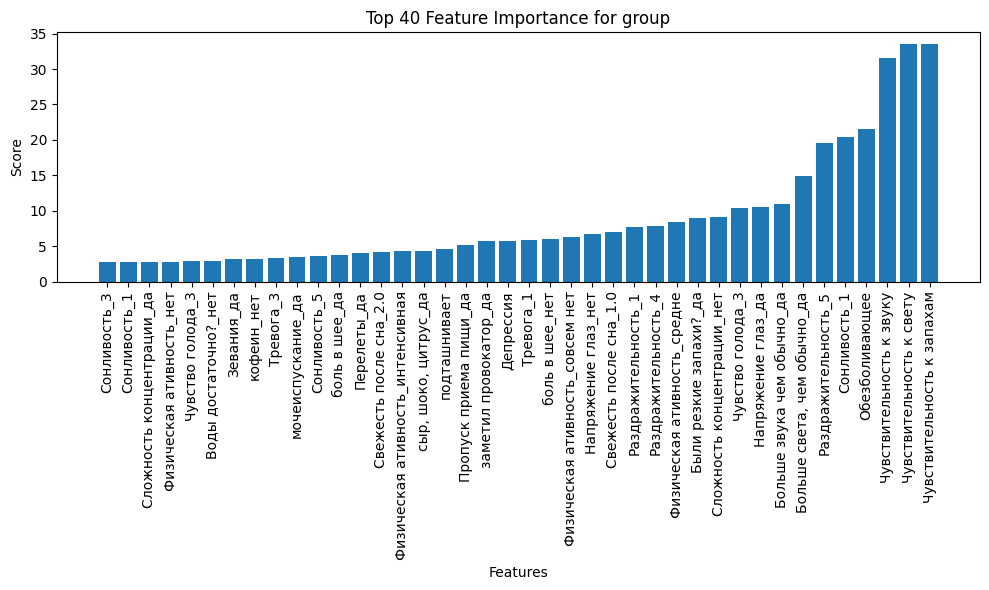 Top 40 Feature Importance for group
Score
35
30
25
20
15
10
5
0
Сонливость_3
Сонливость_1
Сложность концентрации_да
Физическая активность_нет
Чувство голода_3
Воды достаточно?_нет
Зевания_да
кофеин_нет
Тревога_3
мочеиспускание_да
Сонливость_5
боль в шее_да
Перелеты_да
Свежесть после сна_2.0
Физическая ативность_интенсивная
сыр, шоко, цитрус_да
подташнивает
Пропуск приема пищи_да
заметил провокатор_да
Депрессия
Тревога_1
боль в шее_нет
Физическая ативность_совсем нет
Напряжение глаз_нет
Свежесть после сна_1.0
Раздражительность_1
Раздражительность_4
Физическая ативность_средне
Были резкие запахи?_да
Сложность концентрации_нет
Чувство голода_3
Напряжение глаз_да
Больше звука чем обычно_да
Больше света, чем обычно_да
Раздражительность_5
Сонливость_1
Обезболивающее
Чувствительность к звуку
Чувствительность к свету
Чувствительность к запахам
Features